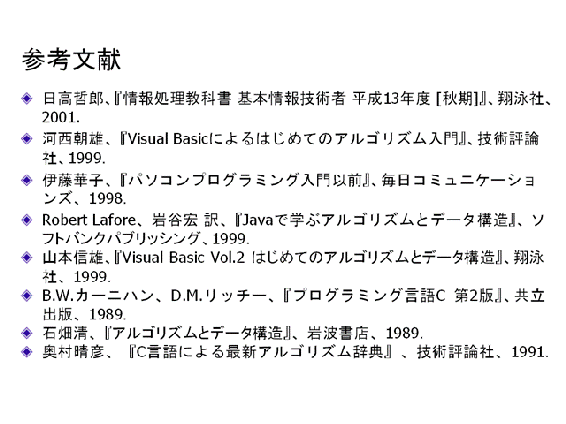 参考文献
日高哲郎、『情報処理教科書 基本情報技術者 平成13年度 [秋期]』、翔泳社、
2001.
河西朝雄、『Visual Basicによるはじめてのアルゴリズム入門』、技術評論
社、1999.
伊藤華子、『パソコンプログラミング入門以前』、毎日コミュニケーショ
ンズ、1998.
Robert Lafore、岩谷宏 訳、『Javaで学ぶアルゴリズムとデータ構造』、ソ
フトバンクパブリッシング、1999.
山本信雄、『Visual Basic Vol.2 はじめてのアルゴリズムとデータ構造』、翔泳
社、1999.
B.W.カーニハン、D.M.リッチー、『プログラミング言語C 第2版』、共立
出版、1989.
石畑清、『アルゴリズムとデータ構造』、岩波書店、1989.
奥村晴彦、『C言語による最新アルゴリズム辞典』、技術評論社、1991.